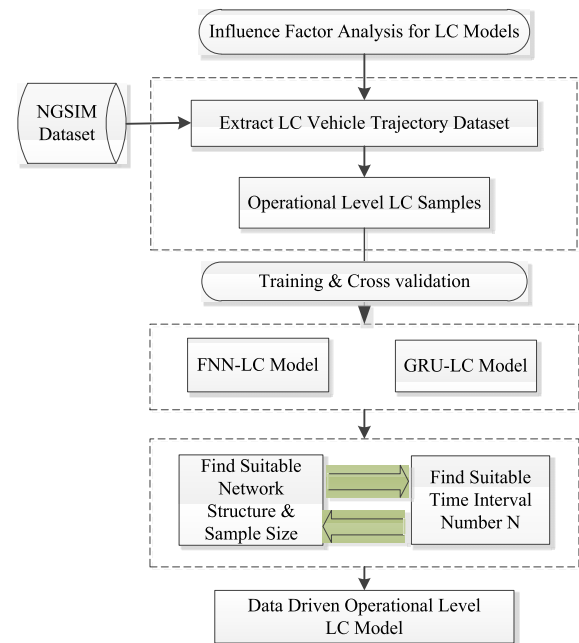 Influence Factor Analysis for LC Models
NGSIM
Dataset
Extract LC Vehicle Trajectory Dataset
Operational Level LC Samples
Training & Cross validation
FNN-LC Model
GRU-LC Model
Find Suitable
Network
Structure &
Sample Size
Find Suitable
Time Interval
Number N
Data Driven Operational Level
LC Model